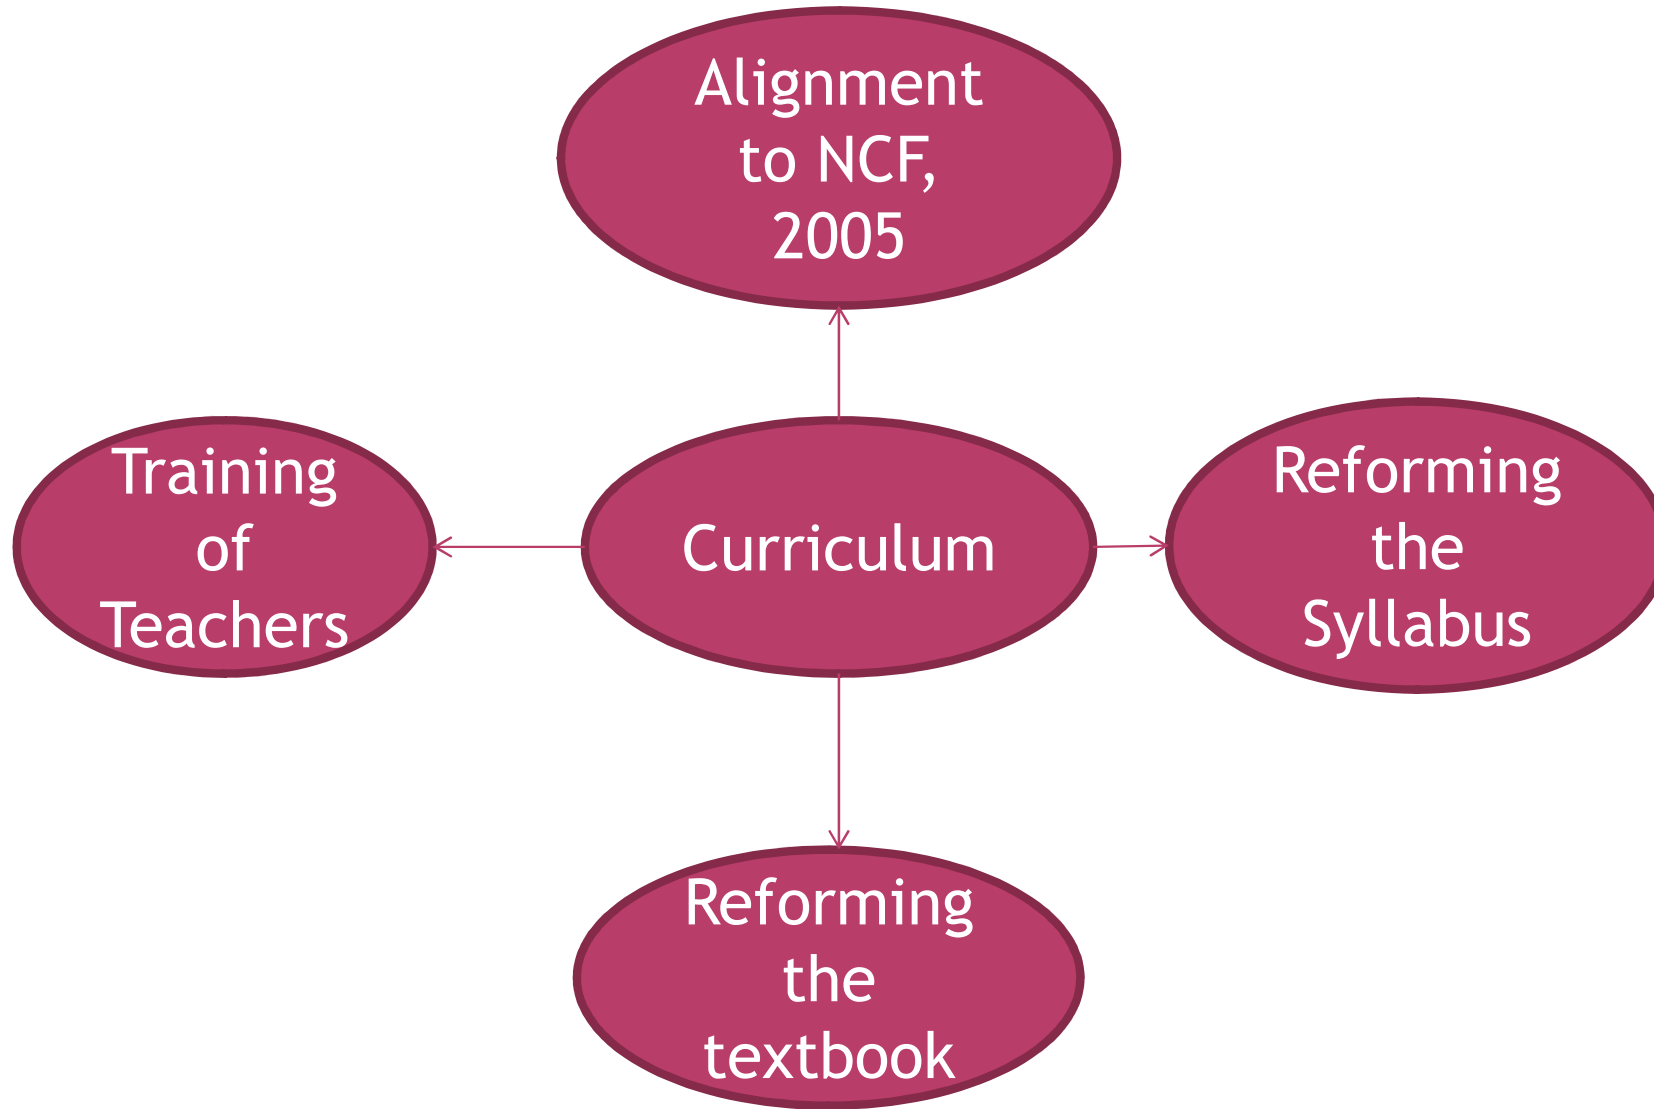 Alignment
to NCF,
2005
Training
of
Teachers
Curriculum
Reforming
the
Syllabus
Reforming
the
textbook